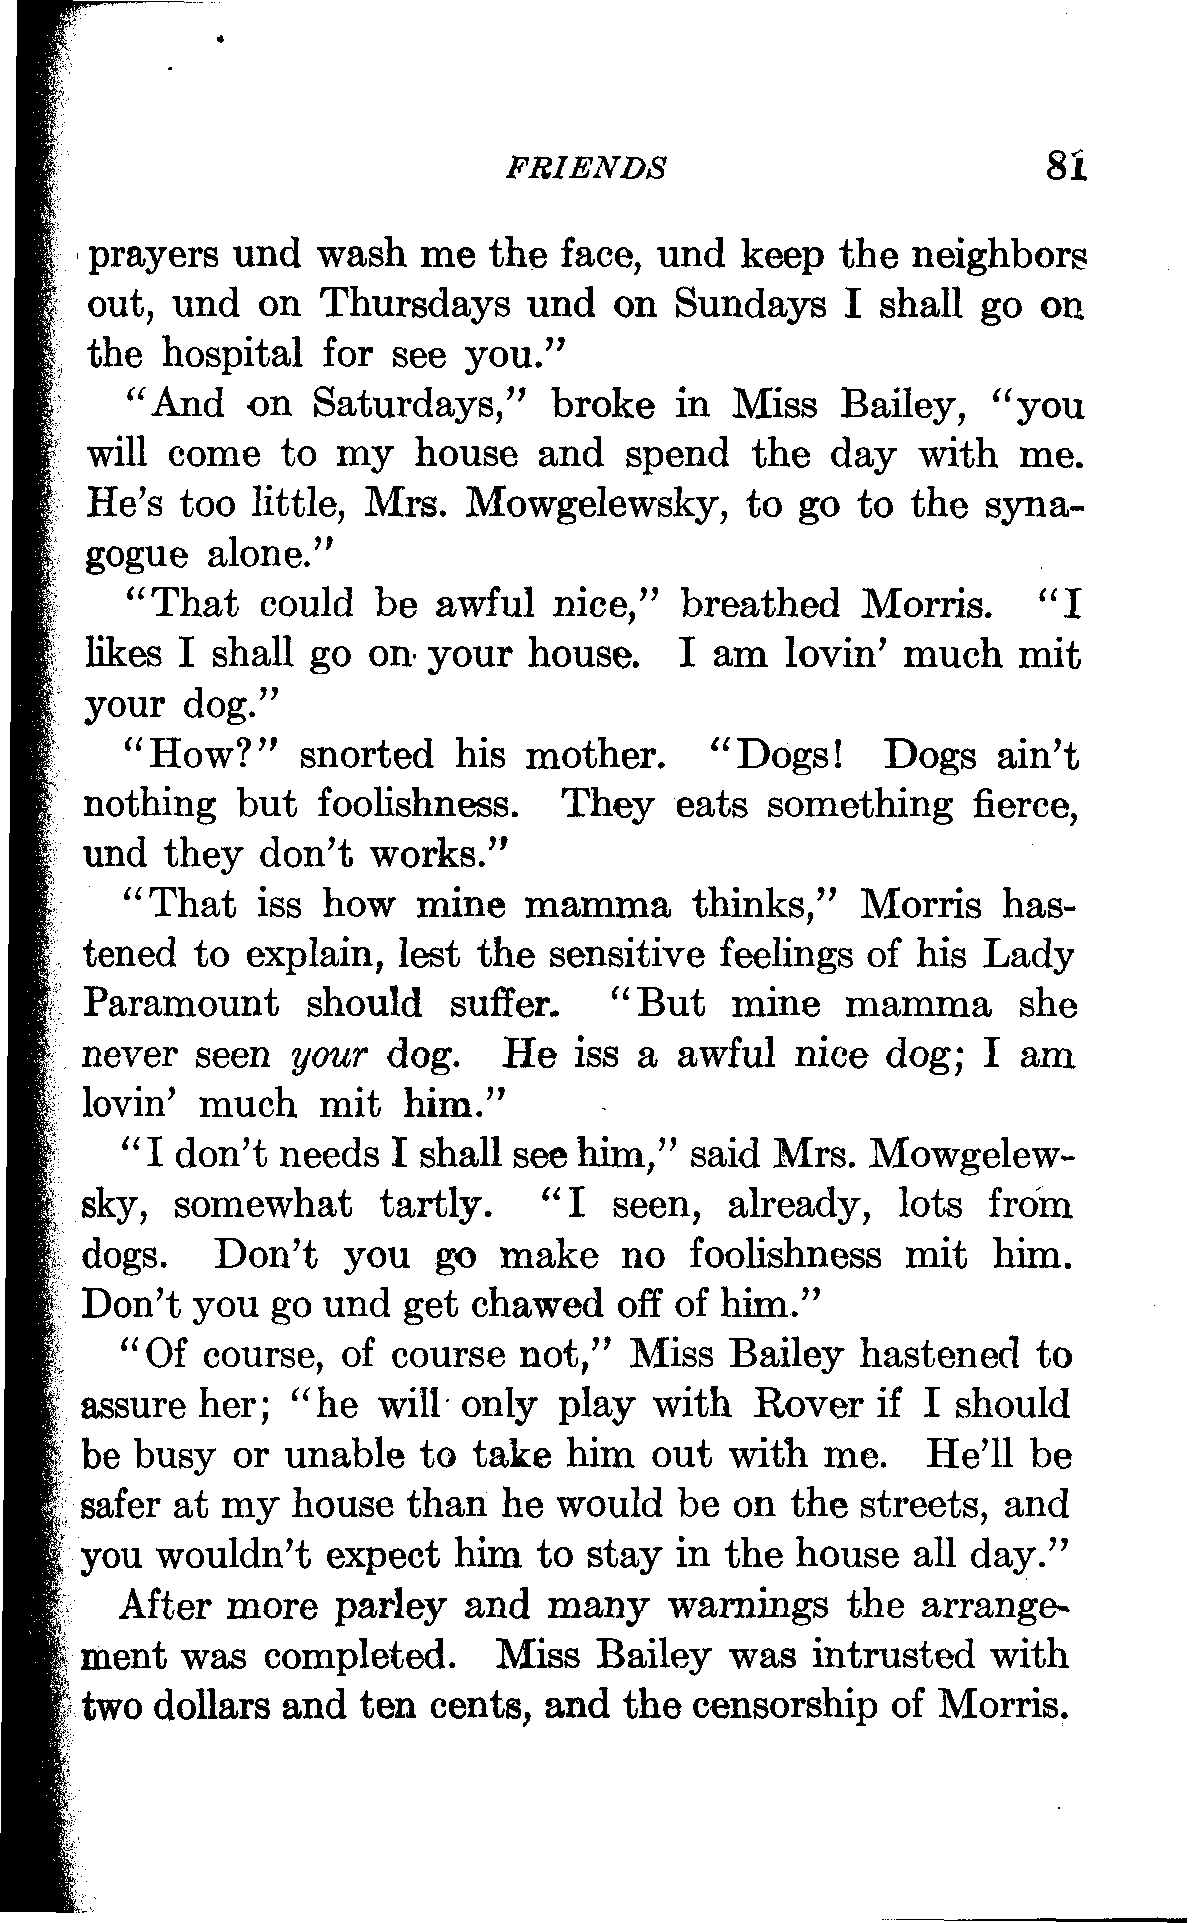 FRIENDS 81
prayers und wash me the face, und keep the neighbors
out, und on Thursdays und on Sundays I shall go on
the hospital for see you."
"And on Saturdays," broke in Miss Bailey, "you
will come to my house and spend the day with me.
He's too little, Mrs. Mowgelewsky, to go to the syna-
gogue alone."
"That could be awful nice," breathed Morris. "I
likes I shall go on your house. I am lovin' much mit
your dog."
"How?" snorted his mother. "Dogs! Dogs ain't
nothing but foolishness. They eats something fierce,
und they don't works."
"That iss how mine mamma thinks," Morris has-
tened to explain, lest the sensitive feelings of his Lady
Paramount should suffer. "But mine mamma she
never seen your dog. He iss a awful nice dog; I am
lovin' much mit him."
"I don't needs I shall see him," said Mrs. Mowgelew-
sky, somewhat tartly. "I seen, already, lots from
dogs. Don't you go make no foolishness mit him.
Don't you go und get chawed off of him."
"Of course, of course not," Miss Bailey hastened to
assure her; "he will only play with Rover if I should
be busy or unable to take him out with me. He'll be
safer at my house than he would be on the streets, and
you wouldn't expect him to stay in the house all day."
After more parley and many warnings the arrange-
ment was completed. Miss Bailey was intrusted with
two dollars and ten cents, and the censorship of Morris.